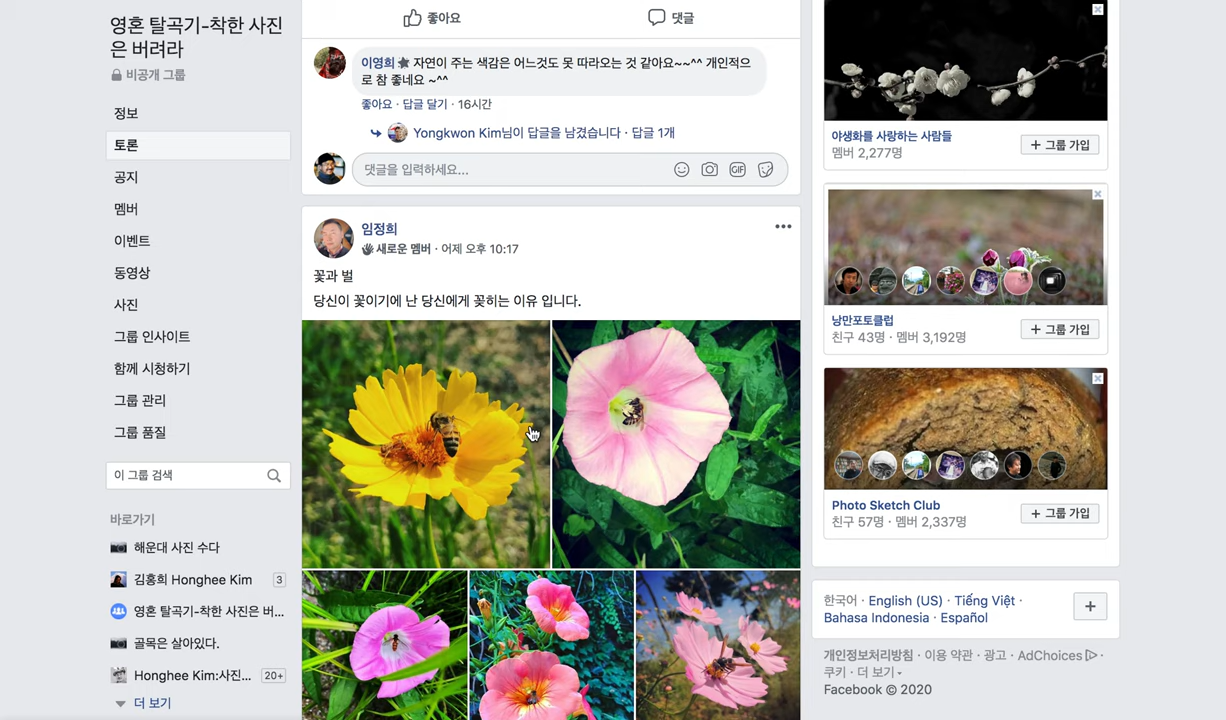 영혼 탈곡기-착한 사진
은 버려라
비공개 그룹
정보
토론
공지
멤버
이벤트
동영상
사진
그룹 인사이트
함께 시청하기
그룹 관리
그룹 품질
이 그룹 검색
바로가기
해운대 사진 수다
김홍희 Honghee Kim 3
영혼 탈곡기-착한 사진은 버...
골목은 살아있다.
Honghee Kim:사진... 20+
더 보기
좋아요 댓글
이영희 자연이 주는 색감은 어느것도 못 따라오는 것 같아요~~^^ 개인적으
로 참 좋네요 ~^^
좋아요 · 답글 달기 · 16시간
Yongkwon Kim님이 답글을 남겼습니다 · 답글 1개
댓글을 입력하세요...
GIF
임정희
새로운 멤버 · 어제 오후 10:17
꽃과 벌
당신이 꽃이기에 난 당신에게 꽂히는 이유 입니다.
야생화를 사랑하는 사람들
멤버 2,277명
+ 그룹 가입
낭만포토클럽
친구 43명 · 멤버 3,192명
+ 그룹 가입
Photo Sketch Club
친구 57명 · 멤버 2,337명
+ 그룹 가입
한국어 · English (US) · Tiếng Việt ·
Bahasa Indonesia · Español
개인정보처리방침 · 이용 약관 · 광고 · AdChoices ·
쿠키 · 더 보기
Facebook © 2020